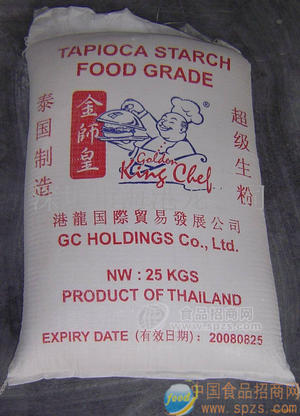 TAPIOCA STARCH
FOOD GRADE
泰国制造
金師皇
®
Golden
King Chef
超级生粉
港龍国際貿易發展公司
GC HOLDINGS Co., Ltd.
NW : 25 KGS
PRODUCT OF THAILAND
EXPIRY DATE (有效日期) : 20080825
食品招商网
www.spzs.com
food
中国食品招商网
www.spzs.com